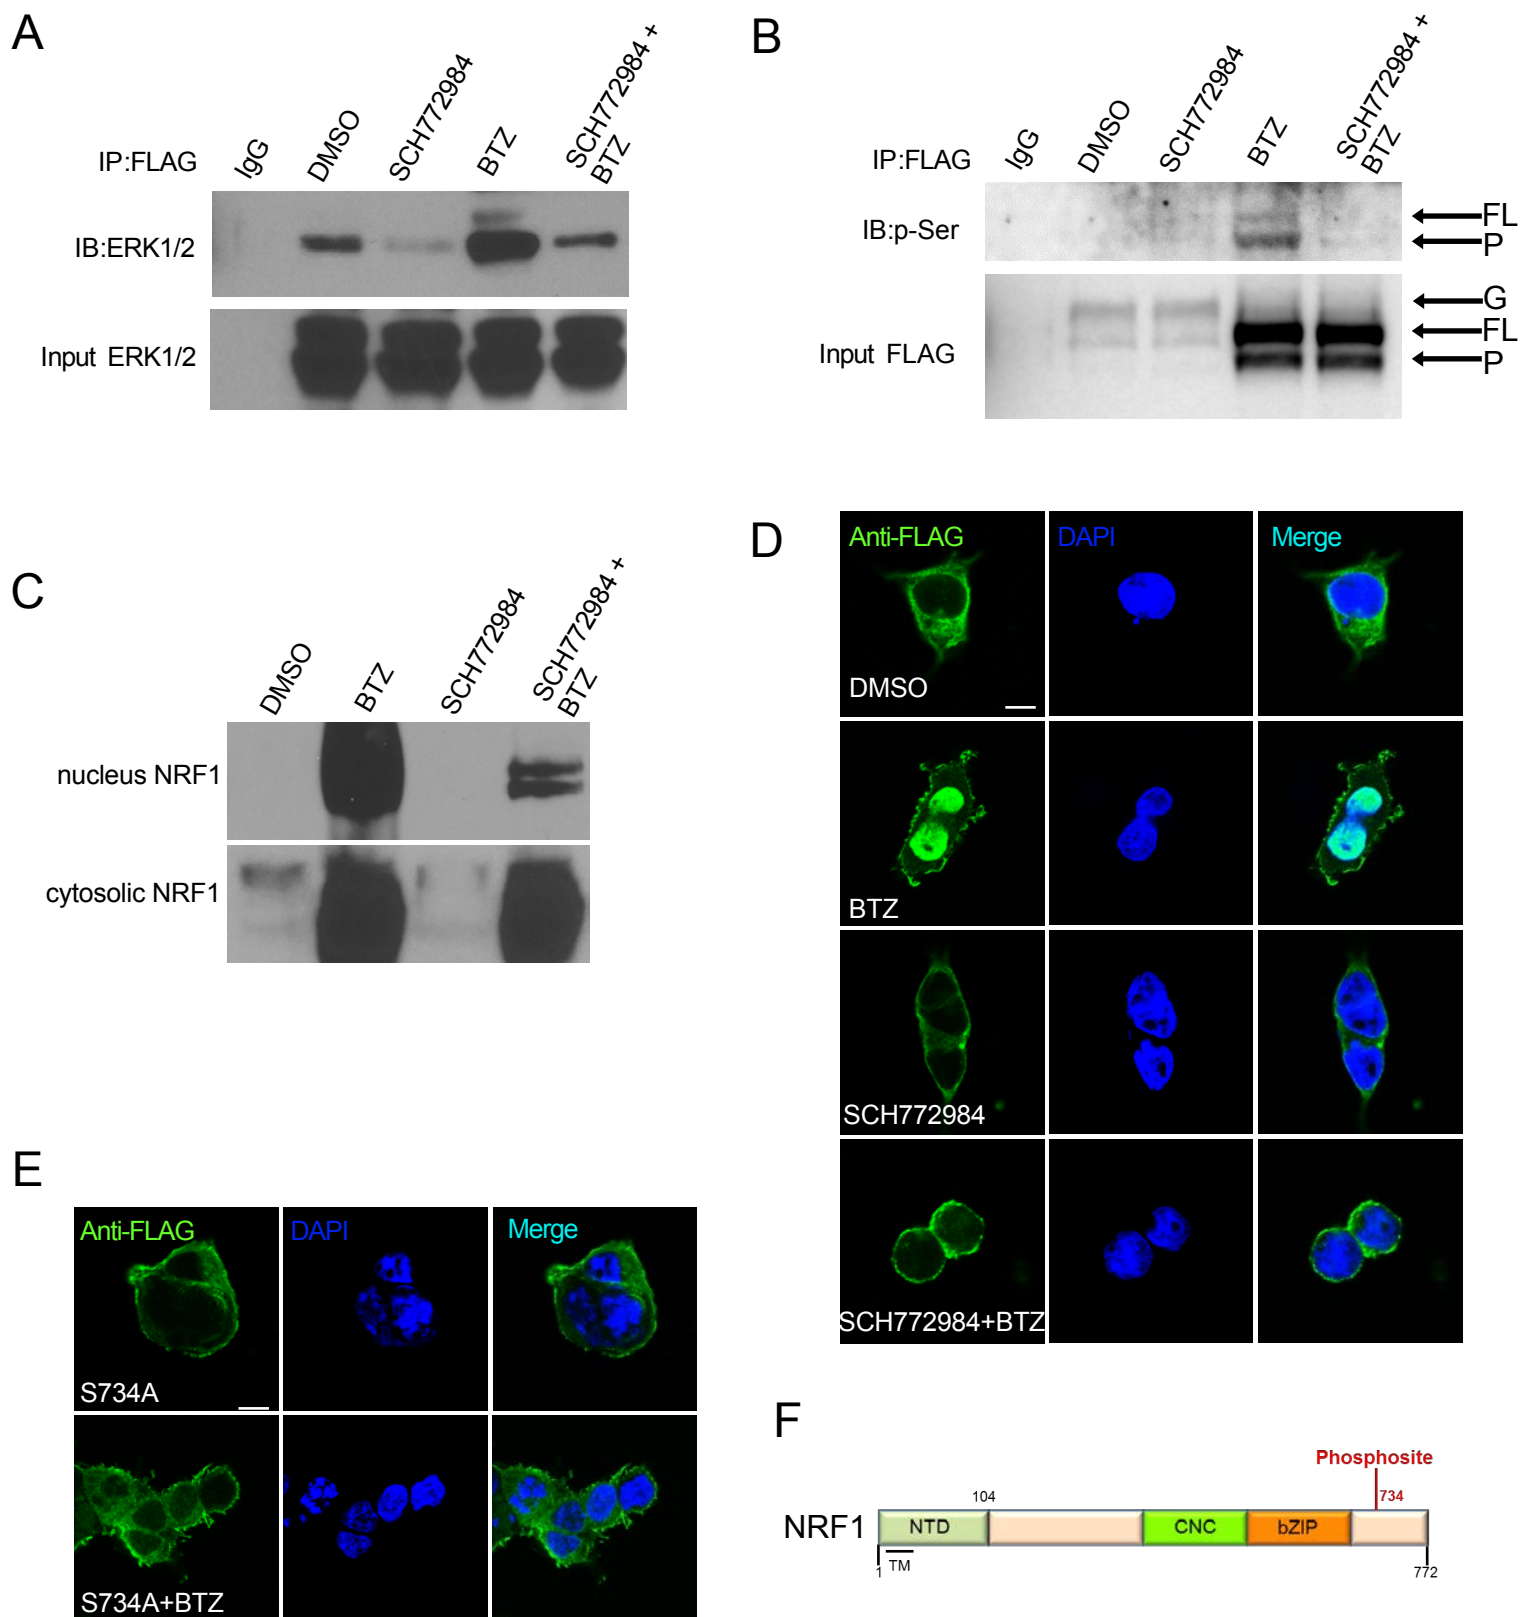 A
IP:FLAG
IgG
DMSO
SCH772984
BTZ
SCH772984 +
BTZ
IB:ERK1/2
Input ERK1/2
B
IP:FLAG
IgG
DMSO
SCH772984
BTZ
SCH772984 +
BTZ
IB:p-Ser
FL
P
Input FLAG
G
FL
P
C
DMSO
BTZ
SCH772984
SCH772984 +
BTZ
nucleus NRF1
cytosolic NRF1
D
Anti-FLAG
DAPI
Merge
DMSO
BTZ
SCH772984
SCH772984+BTZ
E
Anti-FLAG
DAPI
Merge
S734A
S734A+BTZ
F
Phosphosite
104
734
NRF1
NTD
CNC
bZIP
1
TM
772